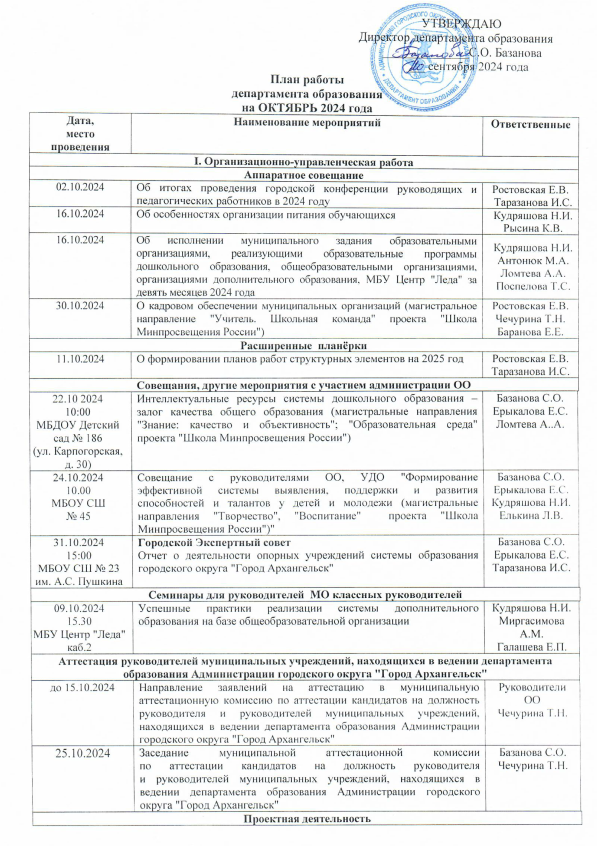 УТВЕРЖДАЮ
Директор департамента образования
С.О. Базанова
сентября 2024 года
План работы
департамента образования
на ОКТЯБРЬ 2024 года
Дата,
место
проведения
Наименование мероприятий
Ответственные
I. Организационно-управленческая работа
Аппаратное совещание
02.10.2024
Об итогах проведения городской конференции руководящих и
педагогических работников в 2024 году
Ростовская Е.В.
Таразанова И.С.
16.10.2024
Об особенностях организации питания обучающихся
Кудряшова Н.И.
Рысина К.В.
16.10.2024
Об исполнении муниципального задания образовательными
организациями, реализующими образовательные программы
дошкольного образования, общеобразовательными организациями,
организациями дополнительного образования, МБУ Центр "Леда" за
девять месяцев 2024 года
Кудряшова Н.И.
Антонюк М.А.
Ломтева А.А.
Поспелова Т.С.
30.10.2024
О кадровом обеспечении муниципальных организаций (магистральное
направление "Учитель. Школьная команда" проекта "Школа
Минпросвещения России")
Ростовская Е.В.
Чечурина Т.Н.
Баранова Е.Е.
Расширенные планёрки
11.10.2024
О формировании планов работ структурных элементов на 2025 год
Ростовская Е.В.
Таразанова И.С.
Совещания, другие мероприятия с участием администрации ОО
22.10 2024
10:00
МБДОУ Детский
сад № 186
(ул. Карпогорская,
д. 30)
Интеллектуальные ресурсы системы дошкольного образования –
залог качества общего образования (магистральные направления
"Знание: качество и объективность"; "Образовательная среда"
проекта "Школа Минпросвещения России")
Базанова С.О.
Ерыкалова Е.С.
Ломтева А..А.
24.10.2024
10.00
МБОУ СШ
№ 45
Совещание с руководителями ОО, УДО "Формирование
эффективной системы выявления, поддержки и развития
способностей и талантов у детей и молодежи (магистральные
направления "Творчество", "Воспитание" проекта "Школа
Минпросвещения России")"
Базанова С.О.
Ерыкалова Е.С.
Кудряшова Н.И.
Елькина Л.В.
31.10.2024
15:00
МБОУ СШ № 23
им. А.С. Пушкина
Городской Экспертный совет
Отчет о деятельности опорных учреждений системы образования
городского округа "Город Архангельск"
Базанова С.О.
Ерыкалова Е.С.
Таразанова И.С.
Семинары для руководителей МО классных руководителей
09.10.2024
15.30
МБУ Центр "Леда"
каб.2
Успешные практики реализации системы дополнительного
образования на базе общеобразовательной организации
Кудряшова Н.И.
Миргасимова
А.М.
Галашева Е.П.
Аттестация руководителей муниципальных учреждений, находящихся в ведении департамента
образования Администрации городского округа "Город Архангельск"
до 15.10.2024
Направление заявлений на аттестацию в муниципальную
аттестационную комиссию по аттестации кандидатов на должность
руководителя и руководителей муниципальных учреждений,
находящихся в ведении департамента образования Администрации
городского округа "Город Архангельск"
Руководители
ОО
Чечурина Т.Н.
25.10.2024
Заседание муниципальной аттестационной комиссии
по аттестации кандидатов на должность руководителя
и руководителей муниципальных учреждений, находящихся в
ведении департамента образования Администрации городского
округа "Город Архангельск"
Базанова С.О.
Чечурина Т.Н.
Проектная деятельность